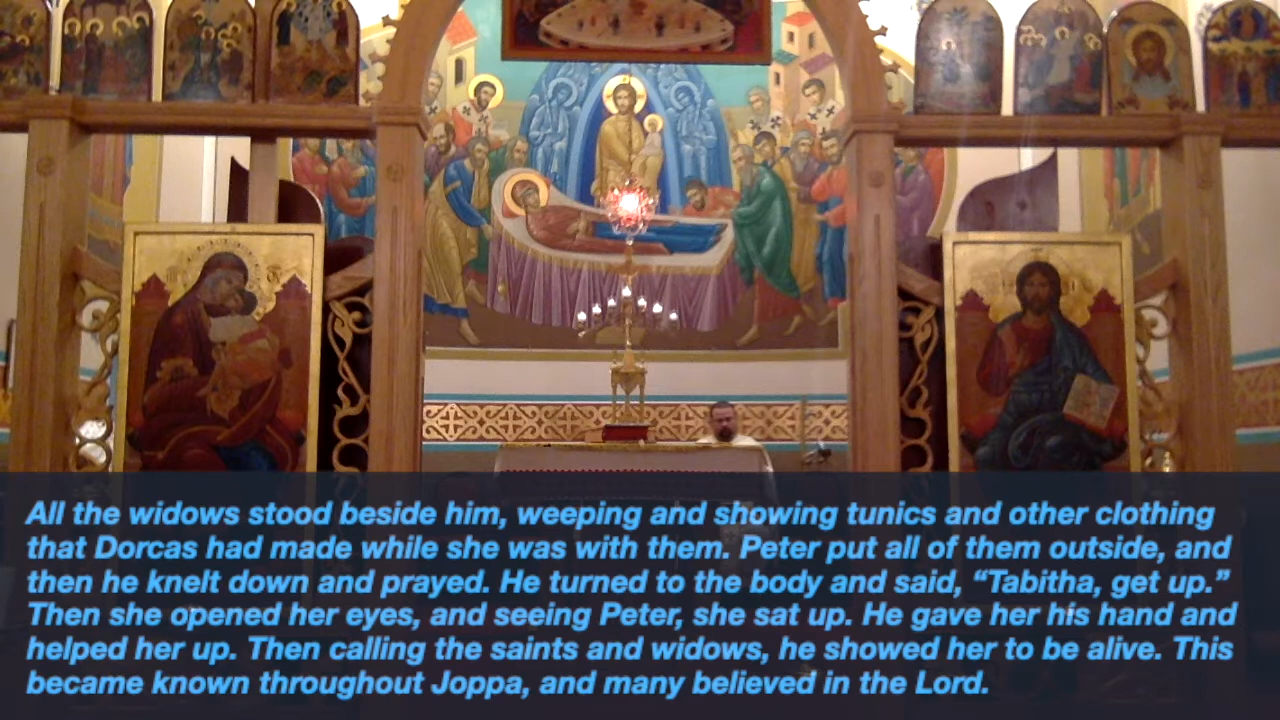 All the widows stood beside him, weeping and showing tunics and other clothing
that Dorcas had made while she was with them. Peter put all of them outside, and
then he knelt down and prayed. He turned to the body and said, “Tabitha, get up.”
Then she opened her eyes, and seeing Peter, she sat up. He gave her his hand and
helped her up. Then calling the saints and widows, he showed her to be alive. This
became known throughout Joppa, and many believed in the Lord.